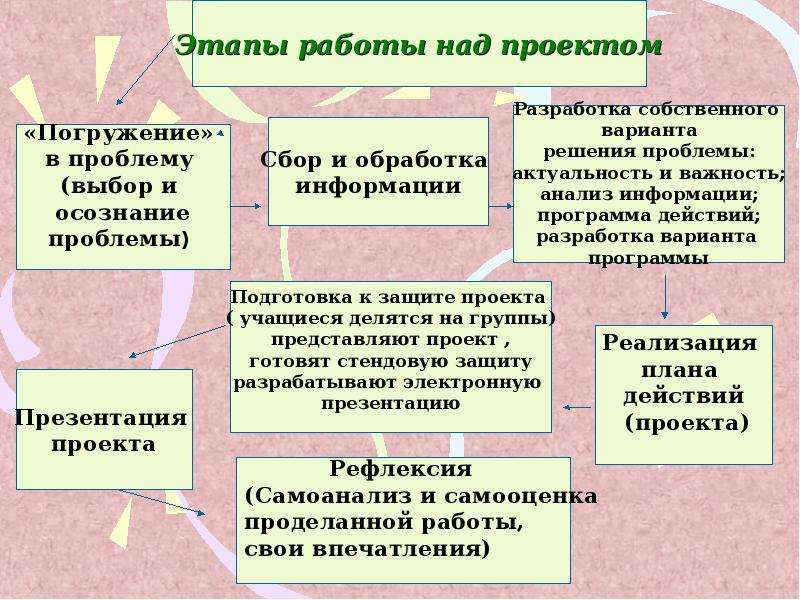 Этапы работы над проектом
«Погружение»
в проблему
(выбор и
осознание
проблемы)
Сбор и обработка
информации
Разработка собственного
варианта
решения проблемы:
актуальность и важность;
анализ информации;
программа действий;
разработка варианта
программы
Реализация
плана
действий
(проекта)
Подготовка к защите проекта
( учащиеся делятся на группы)
представляют проект ,
готовят стендовую защиту
разрабатывают электронную
презентацию
Презентация
проекта
Рефлексия
(Самоанализ и самооценка
проделанной работы,
свои впечатления)